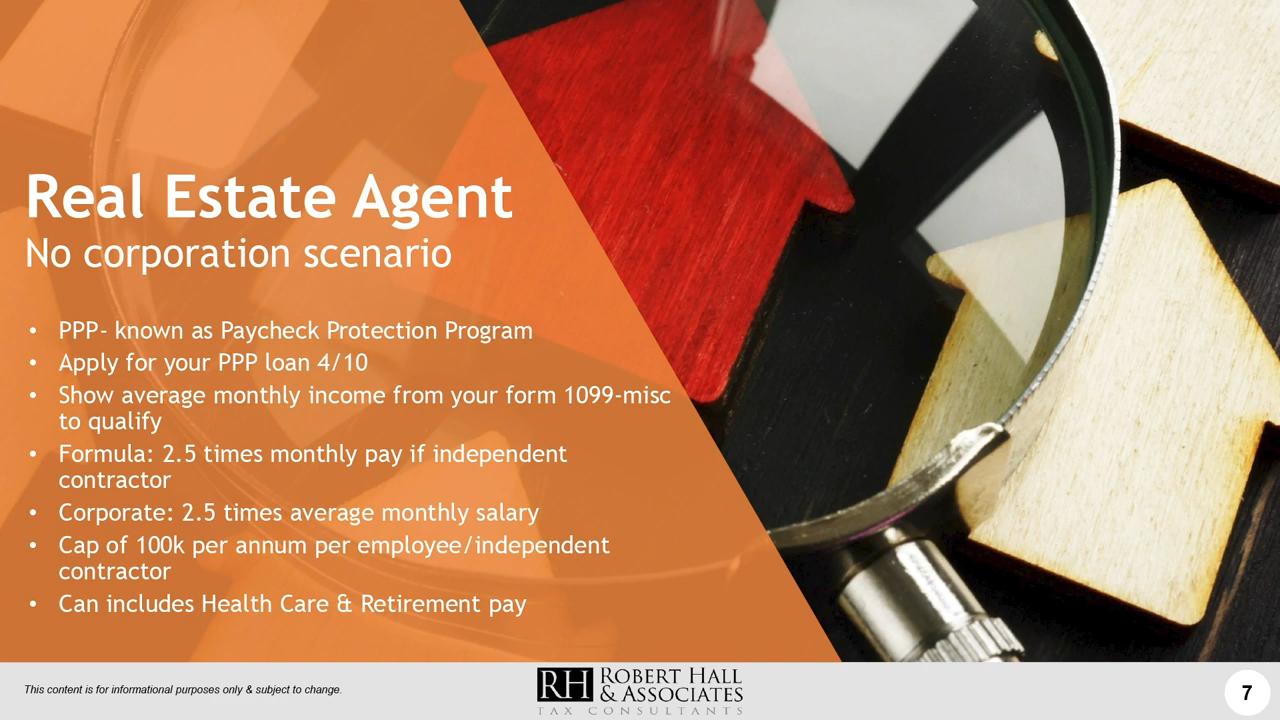 Real Estate Agent
No corporation scenario
• PPP- known as Paycheck Protection Program
• Apply for your PPP loan 4/10
• Show average monthly income from your form 1099-misc
to qualify
• Formula: 2.5 times monthly pay if independent
contractor
• Corporate: 2.5 times average monthly salary
• Cap of 100k per annum per employee/independent
contractor
• Can includes Health Care & Retirement pay
This content is for informational purposes only & subject to change.
RH ROBERT HALL
& ASSOCIATES
TAX CONSULTANTS
7